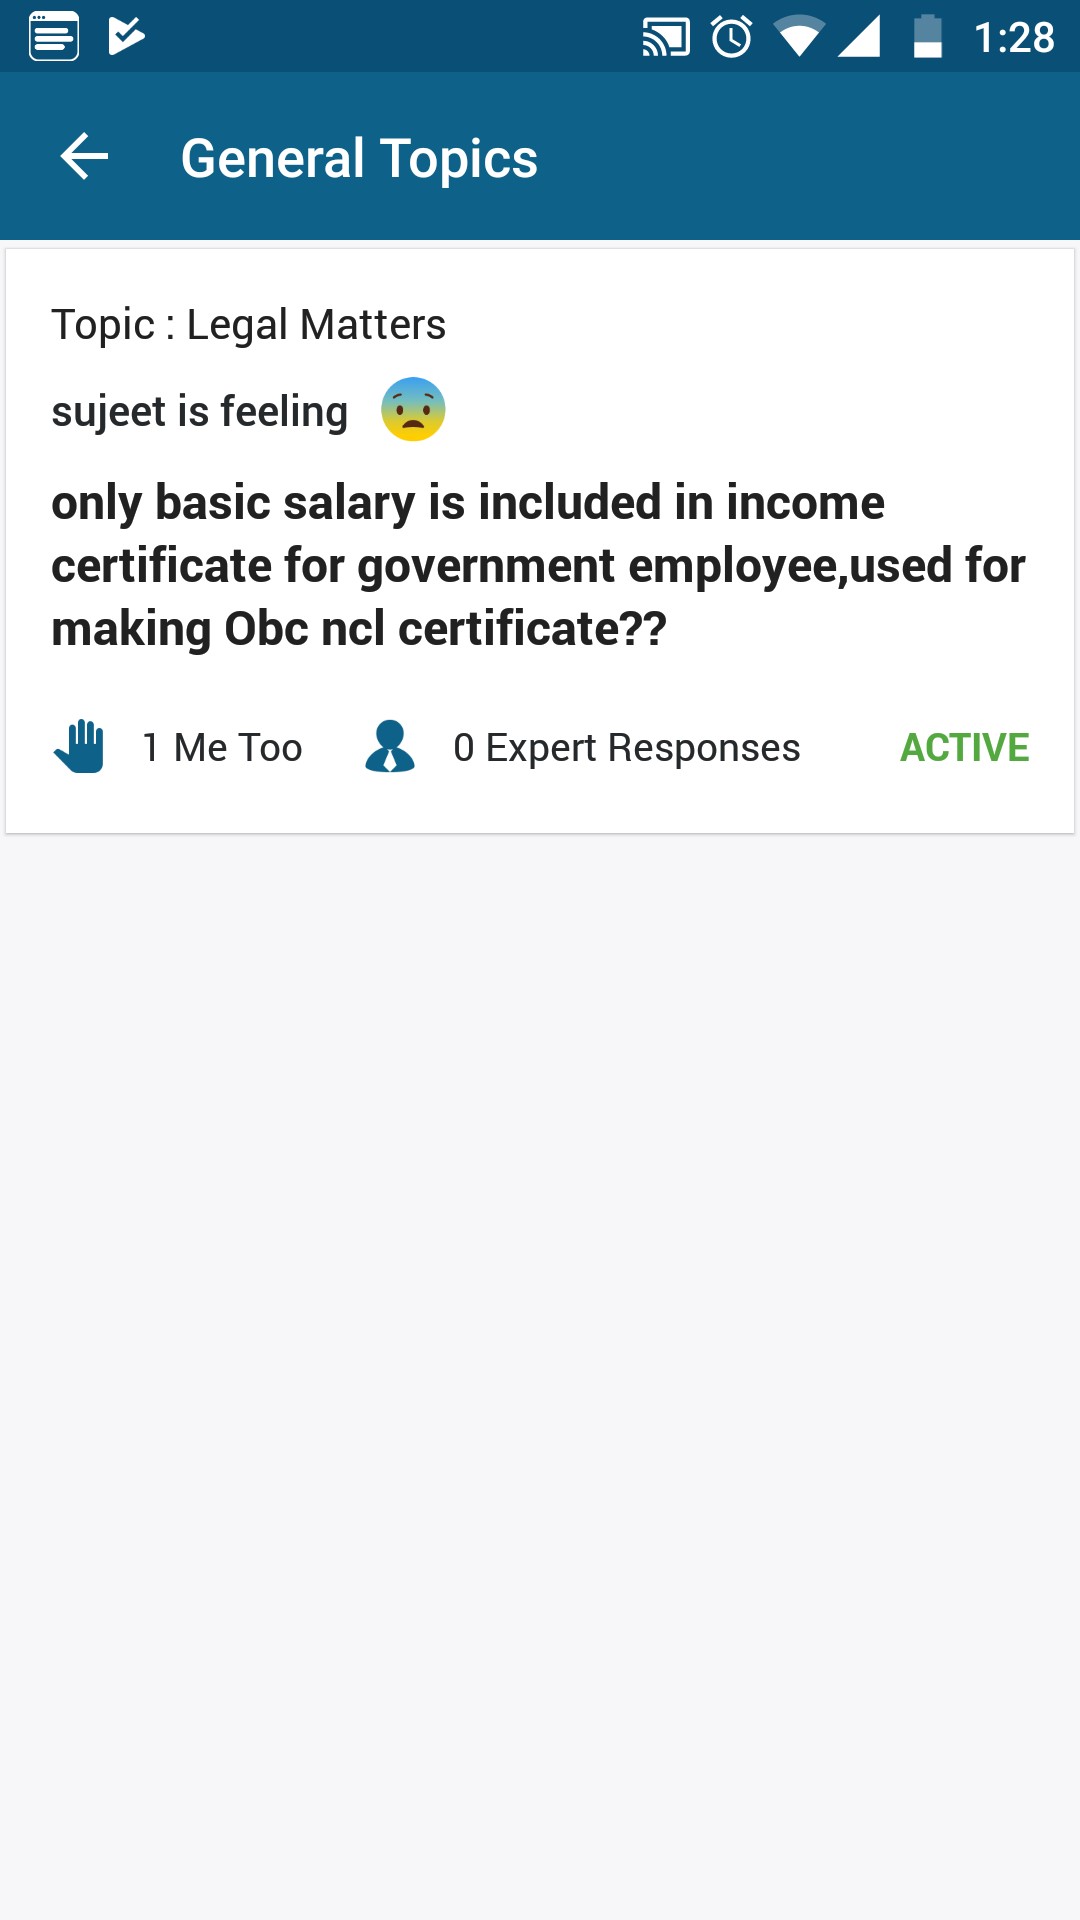 1:28
General Topics
Topic : Legal Matters
sujeet is feeling
only basic salary is included in income
certificate for government employee,used for
making Obc ncl certificate??
1 Me Too 0 Expert Responses ACTIVE